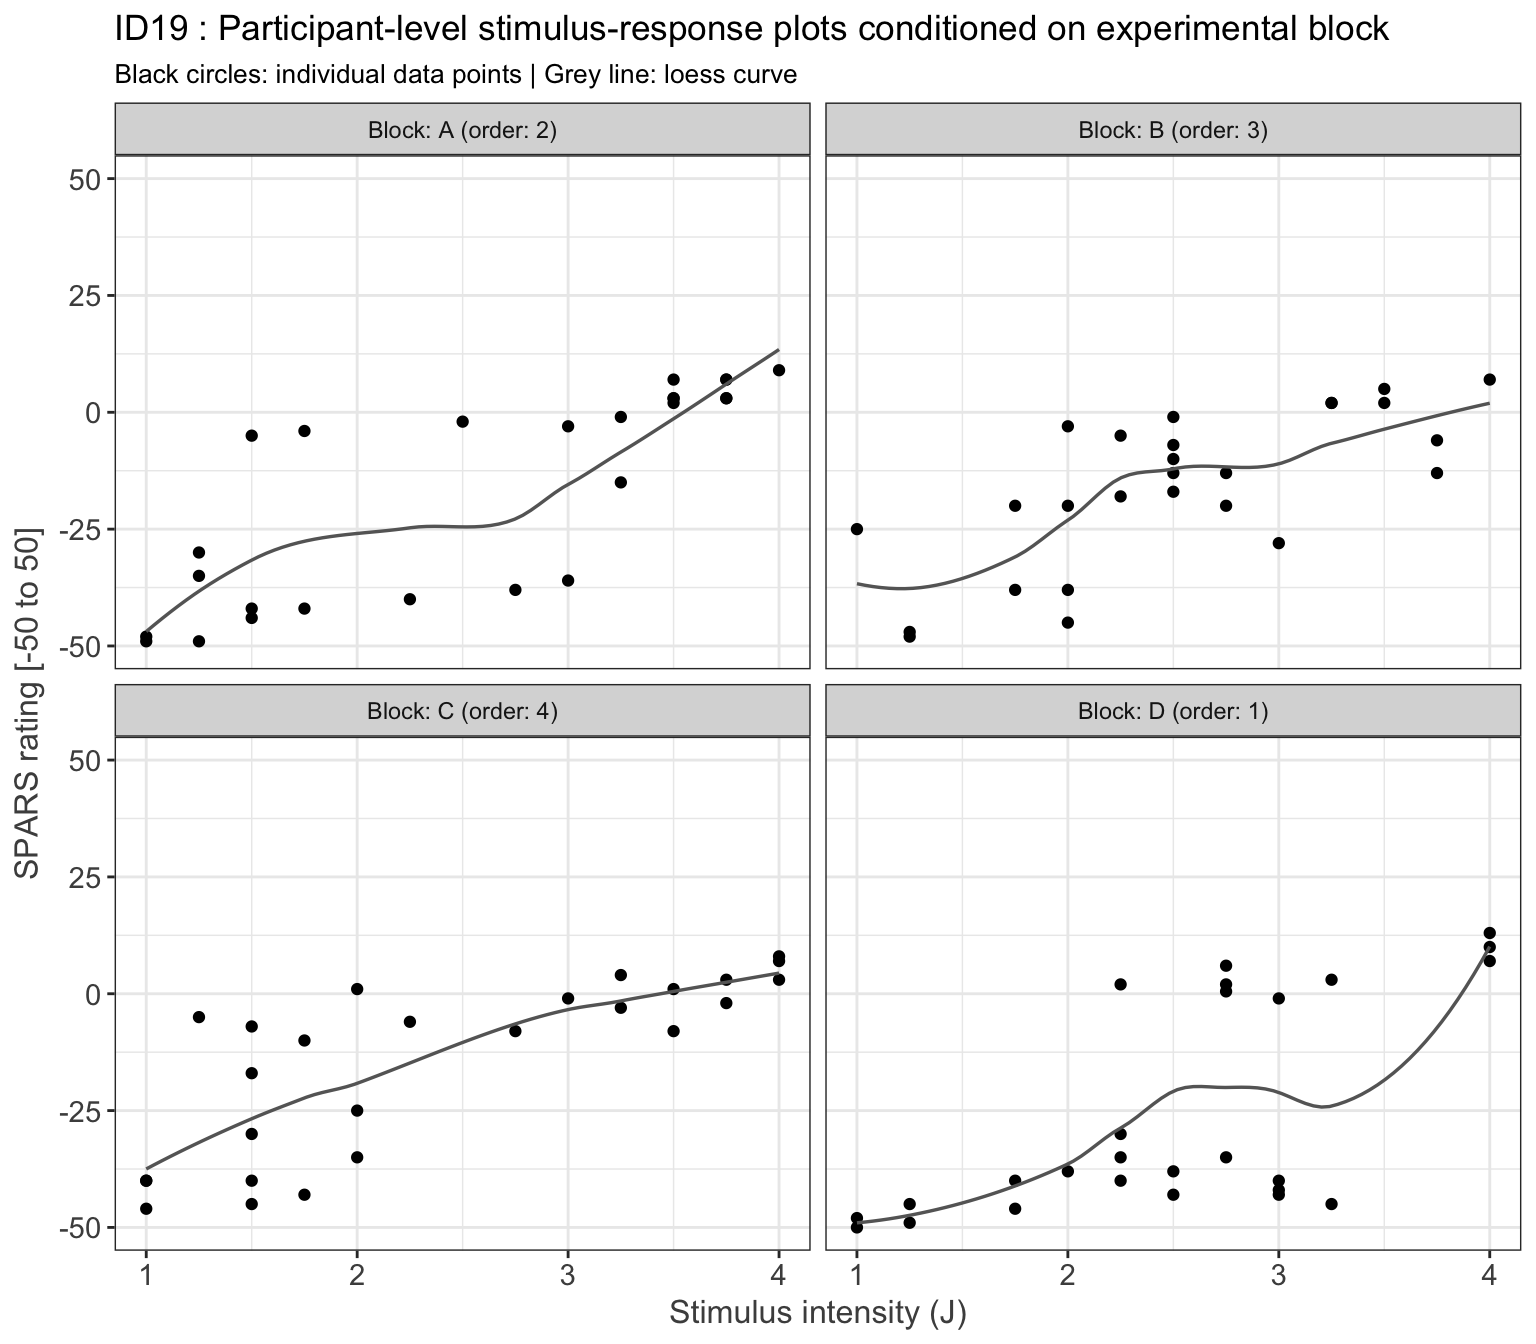 ID19 : Participant-level stimulus-response plots conditioned on experimental block
Black circles: individual data points | Grey line: loess curve
Block: A (order: 2)
Block: B (order: 3)
50
25
0
-25
-50
Block: C (order: 4)
Block: D (order: 1)
50
25
0
-25
-50
SPARS rating [-50 to 50]
1 2 3 4
1 2 3 4
Stimulus intensity (J)